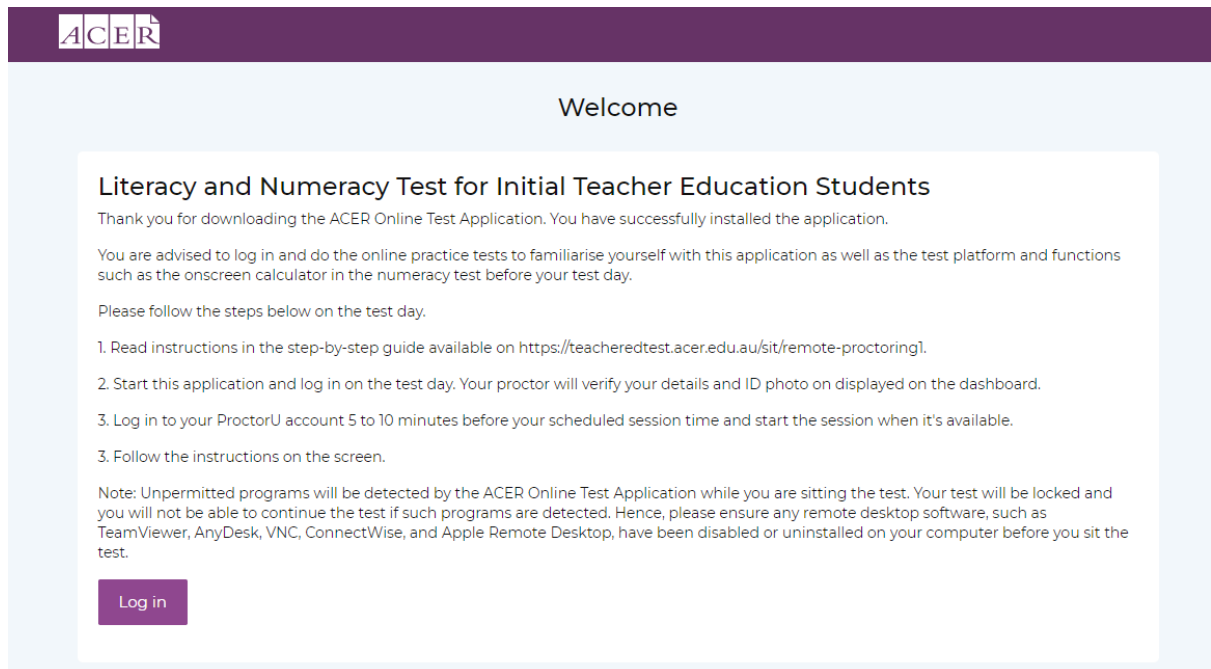 ACER
Welcome
Literacy and Numeracy Test for Initial Teacher Education Students
Thank you for downloading the ACER Online Test Application. You have successfully installed the application.
You are advised to log in and do the online practice tests to familiarise yourself with this application as well as the test platform and functions
such as the onscreen calculator in the numeracy test before your test day.
Please follow the steps below on the test day.
1. Read instructions in the step-by-step guide available on https://teacheredtest.acer.edu.au/sit/remote-proctoring1.
2. Start this application and log in on the test day. Your proctor will verify your details and ID photo on displayed on the dashboard.
3. Log in to your ProctorU account 5 to 10 minutes before your scheduled session time and start the session when it's available.
3. Follow the instructions on the screen.
Note: Unpermitted programs will be detected by the ACER Online Test Application while you are sitting the test. Your test will be locked and
you will not be able to continue the test if such programs are detected. Hence, please ensure any remote desktop software, such as
TeamViewer, AnyDesk, VNC, ConnectWise, and Apple Remote Desktop, have been disabled or uninstalled on your computer before you sit the
test.
Log in